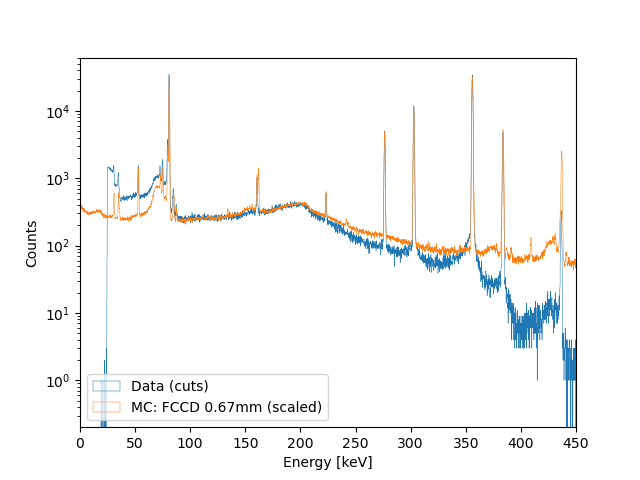 10⁴
10³
10²
10¹
10⁰
Counts
Data (cuts)
MC: FCCD 0.67mm (scaled)
0 50 100 150 200 250 300 350 400 450
Energy [keV]